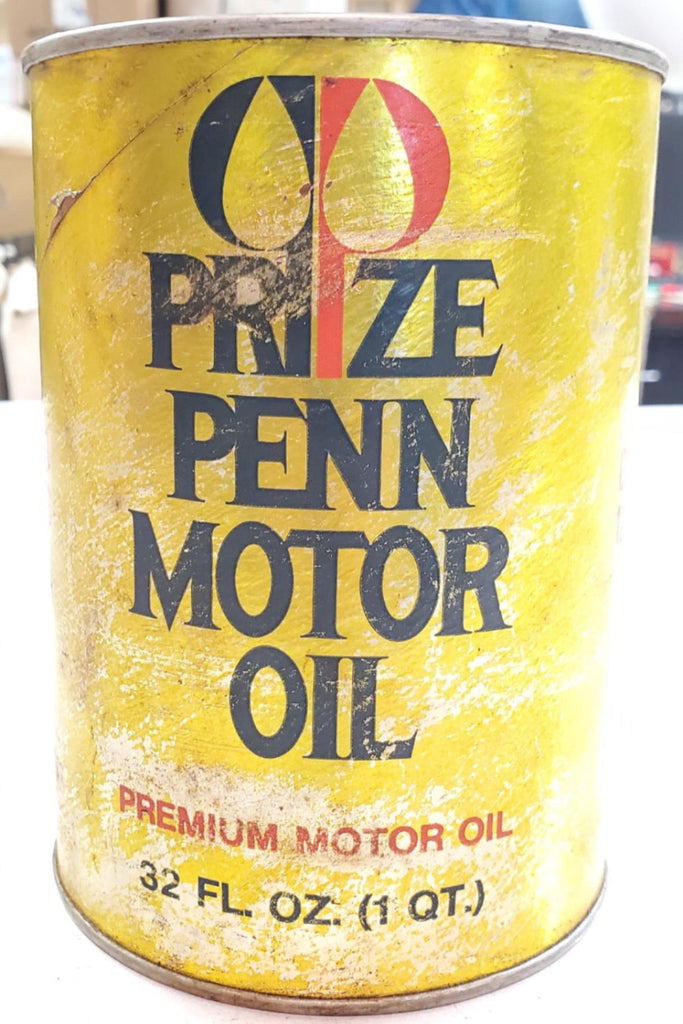 PRIZE
PENN
MOTOR
OIL
PREMIUM MOTOR OIL
32 FL. OZ. (1 QT.)